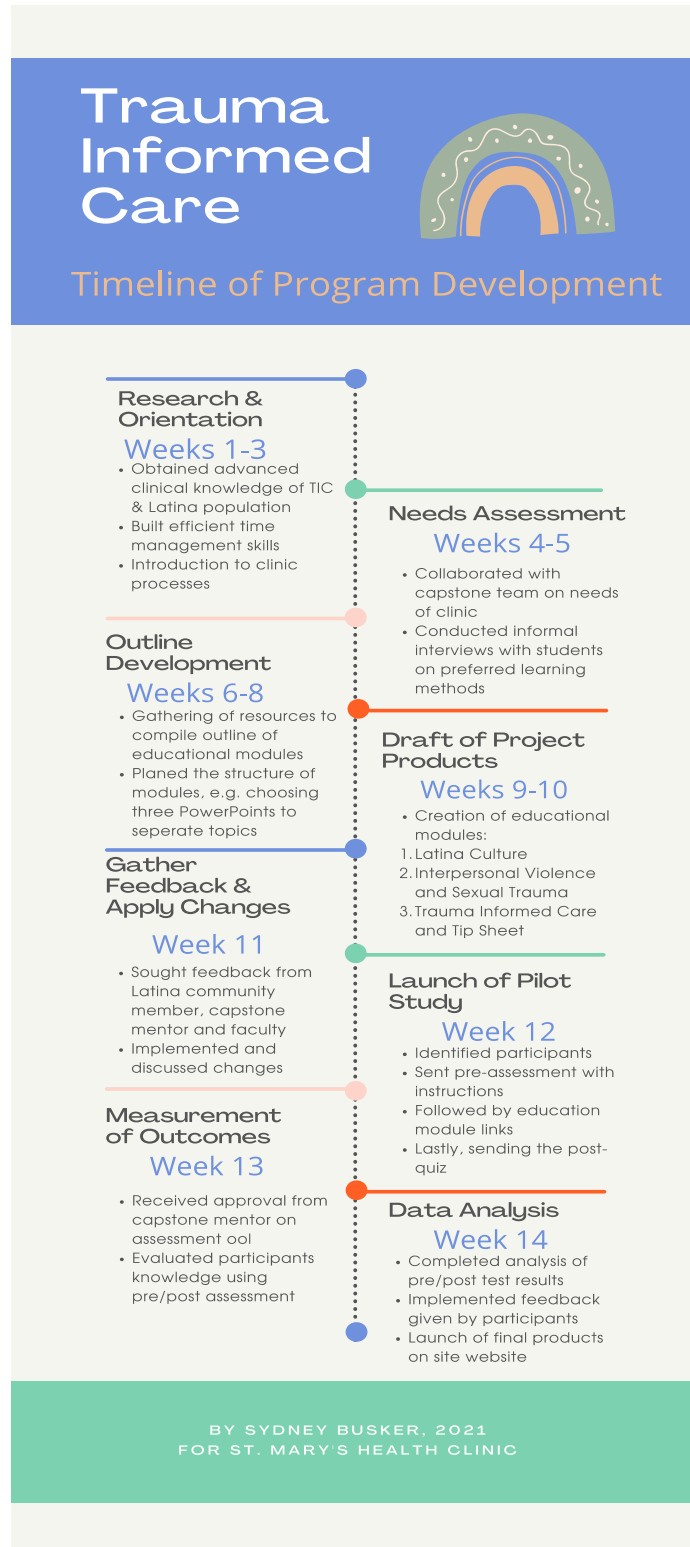 Trauma
Informed
Care
Timeline of Program Development
Research &
Orientation
Weeks 1-3
• Obtained advanced
clinical knowledge of TIC
& Latina population
• Built efficient time
management skills
• Introduction to clinic
processes
Needs Assessment
Weeks 4-5
• Collaborated with
capstone team on needs
of clinic
• Conducted informal
interviews with students
on preferred learning
methods
Outline
Development
Weeks 6-8
• Gathering of resources to
compile outline of
educational modules
• Planed the structure of
modules, e.g. choosing
three PowerPoints to
seperate topics
Draft of Project
Products
Weeks 9-10
• Creation of educational
modules:
1. Latina Culture
2. Interpersonal Violence
and Sexual Trauma
3. Trauma Informed Care
and Tip Sheet
Gather
Feedback &
Apply Changes
Week 11
• Sought feedback from
Latina community
member, capstone
mentor and faculty
• Implemented and
discussed changes
Launch of Pilot
Study
Week 12
• Identified participants
• Sent pre-assessment with
instructions
• Followed by education
module links
• Lastly, sending the post-
quiz
Measurement
of Outcomes
Week 13
• Received approval from
capstone mentor on
assessment ool
• Evaluated participants
knowledge using
pre/post assessment
Data Analysis
Week 14
• Completed analysis of
pre/post test results
• Implemented feedback
given by participants
• Launch of final products
on site website
BY SYDNEY BUSKER, 2021
FOR ST. MARY'S HEALTH CLINIC